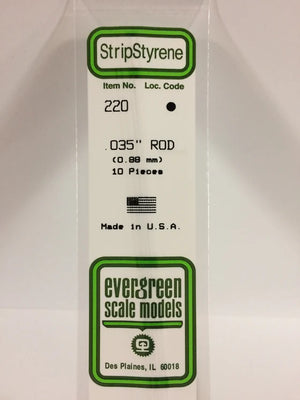 StripStyrene
Item No. Loc. Code
220
.035" ROD
(0.88 mm)
10 Pieces
Made in U.S.A.
evergreen
scale models
Des Plaines, IL 60018